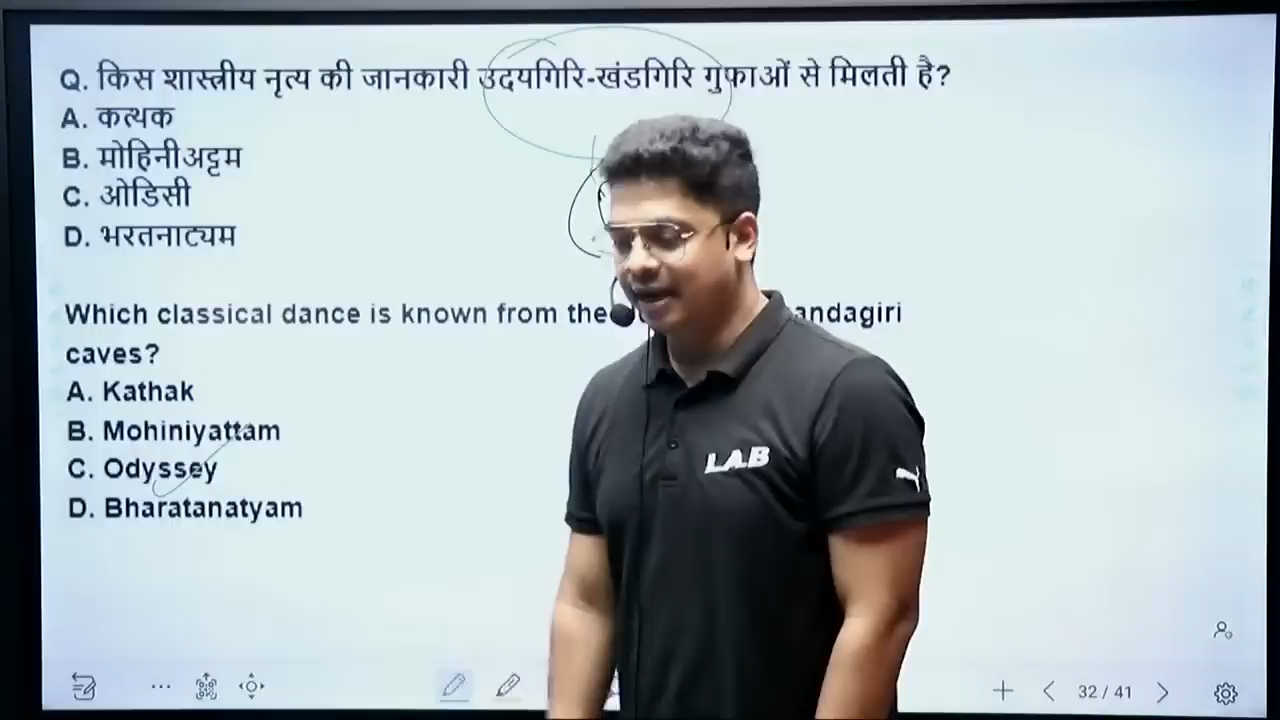 Q. किस शास्त्रीय नृत्य की जानकारी उदयगिरि-खंडगिरि गुफाओं से मिलती है?
A. कत्थक
B. मोहिनीअट्टम
C. ओडिसी
D. भरतनाट्यम
Which classical dance is known from the andagiri
caves?
A. Kathak
B. Mohiniyattam
C. Odyssey
D. Bharatanatyam
LAB
32 / 41